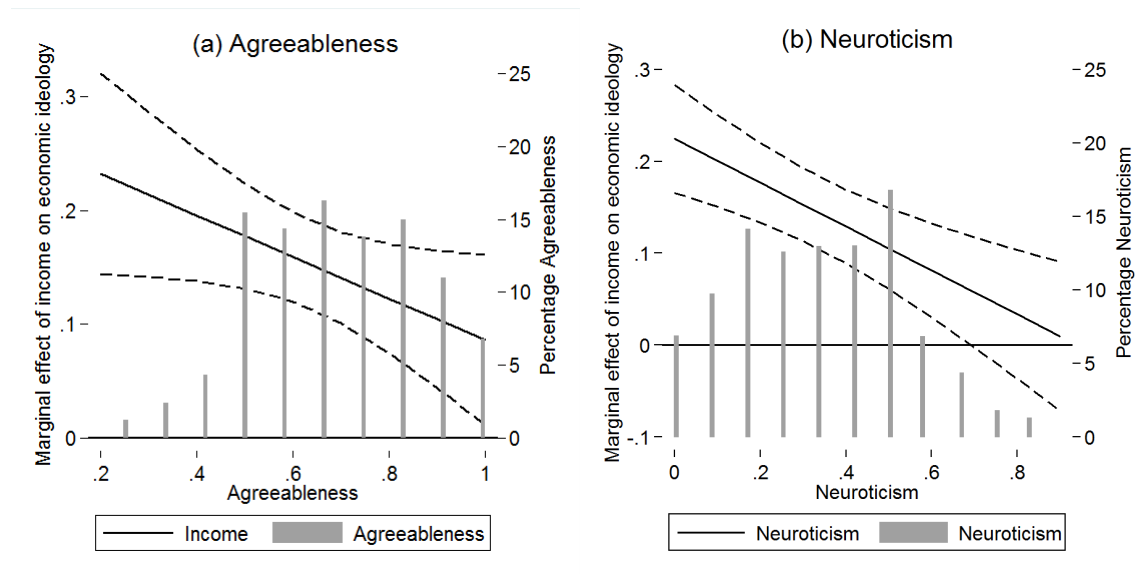 (a) Agreeableness
Marginal effect of income on economic ideology
.3
.2
.1
0
25
20
15
10
5
0
Percentage Agreeableness
.2 .4 .6 .8 1
Agreeableness
Income Agreeableness
(b) Neuroticism
Marginal effect of income on economic ideology
.3
.2
.1
0
-.1
25
20
15
10
5
0
Percentage Neuroticism
0 .2 .4 .6 .8
Neuroticism
Neuroticism Neuroticism